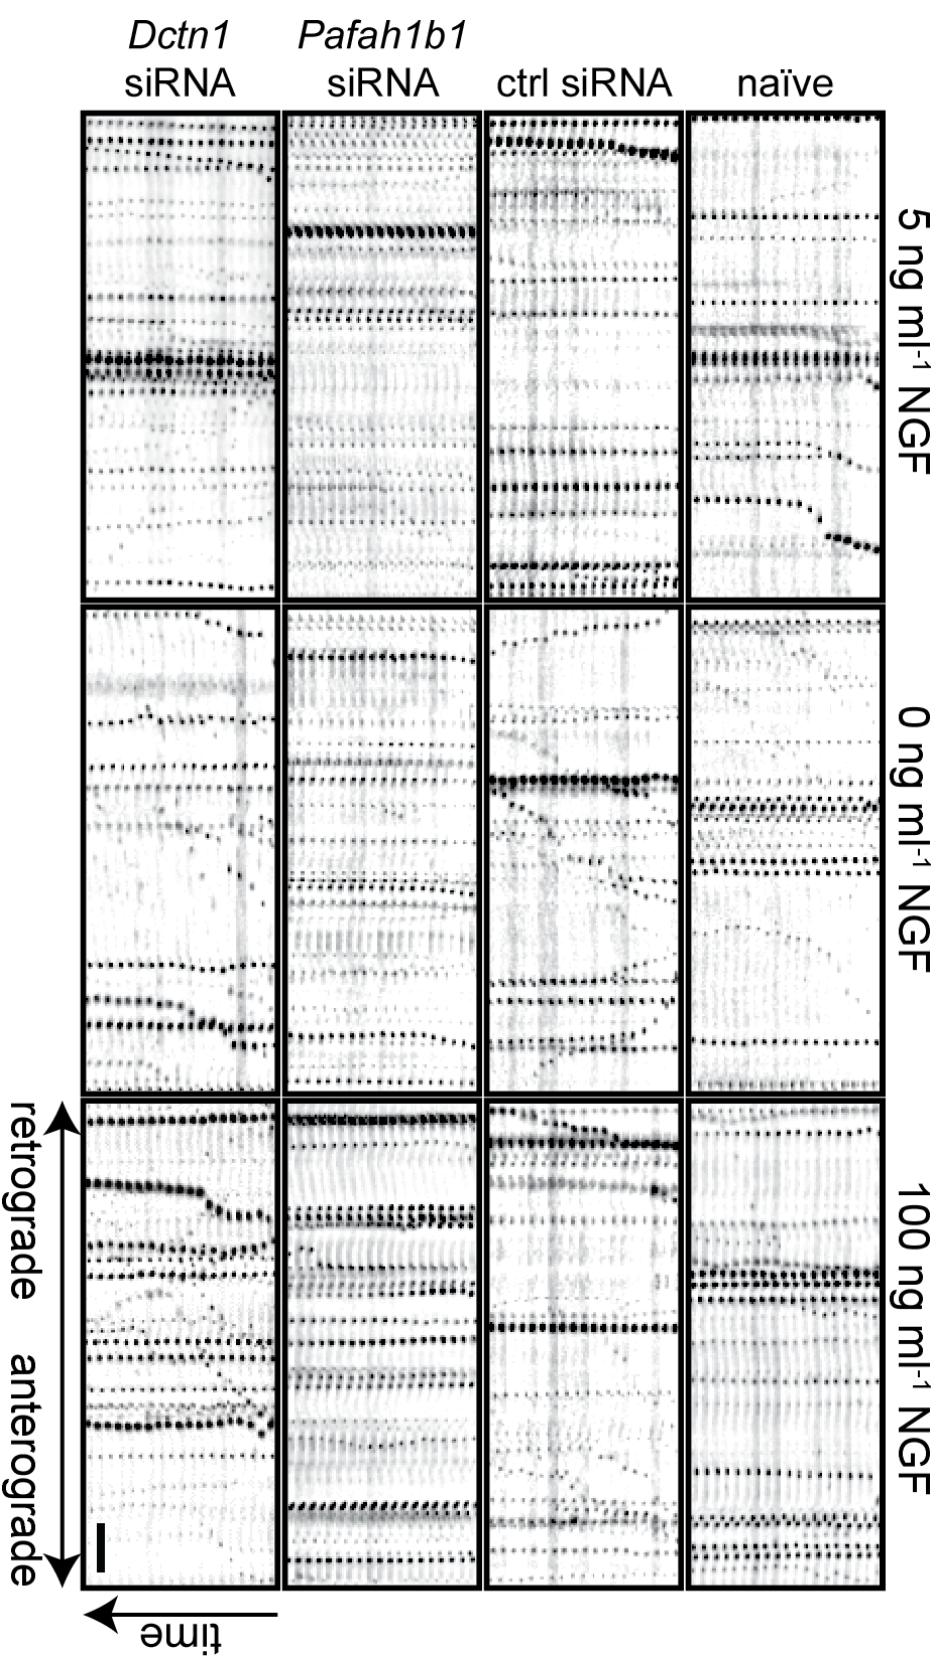 Dctn1
siRNA
Pafah1b1
siRNA
ctrl siRNA
naïve
5 ng ml-1 NGF
0 ng ml-1 NGF
100 ng ml-1 NGF
retrograde anterograde
time